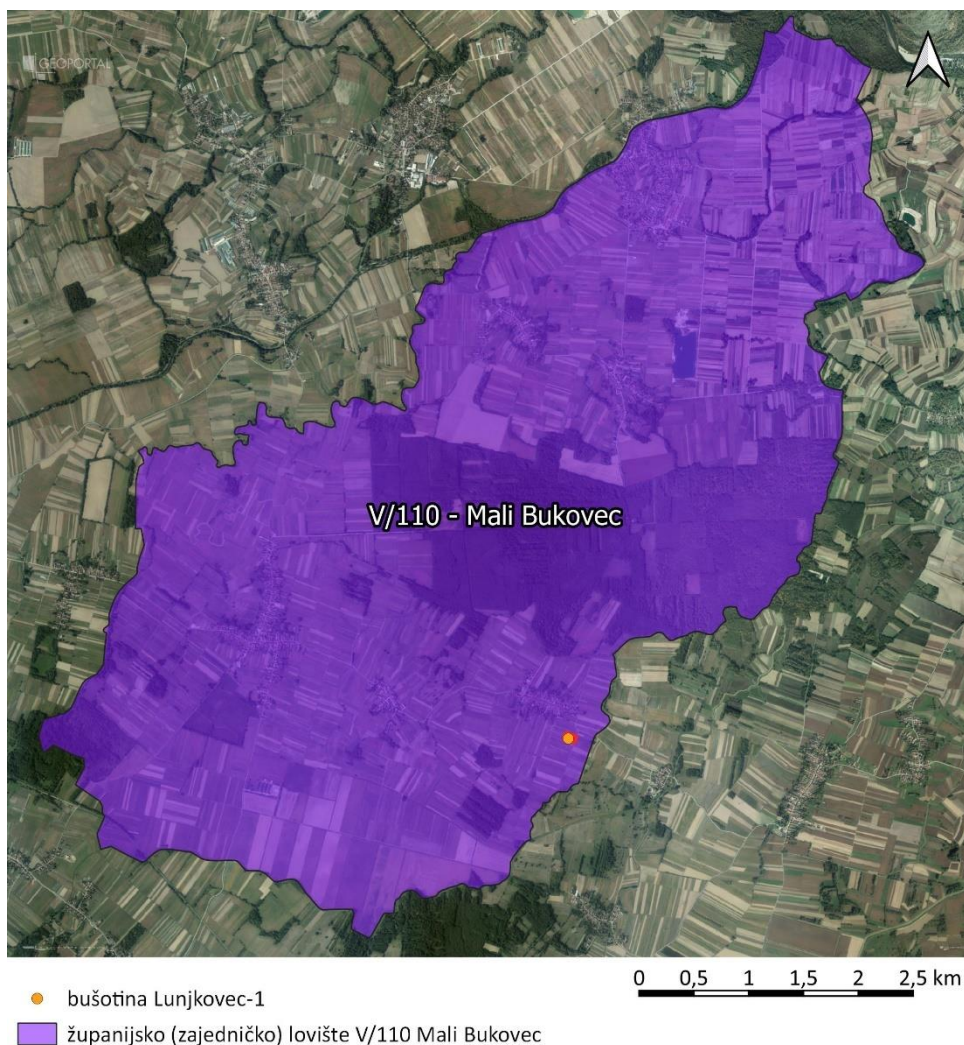 GEOPORTAL
V/110 - Mali Bukovec
0 0,5 1 1,5 2 2,5 km
bušotina Lunjkovec-1
županijsko (zajedničko) lovište V/110 Mali Bukovec